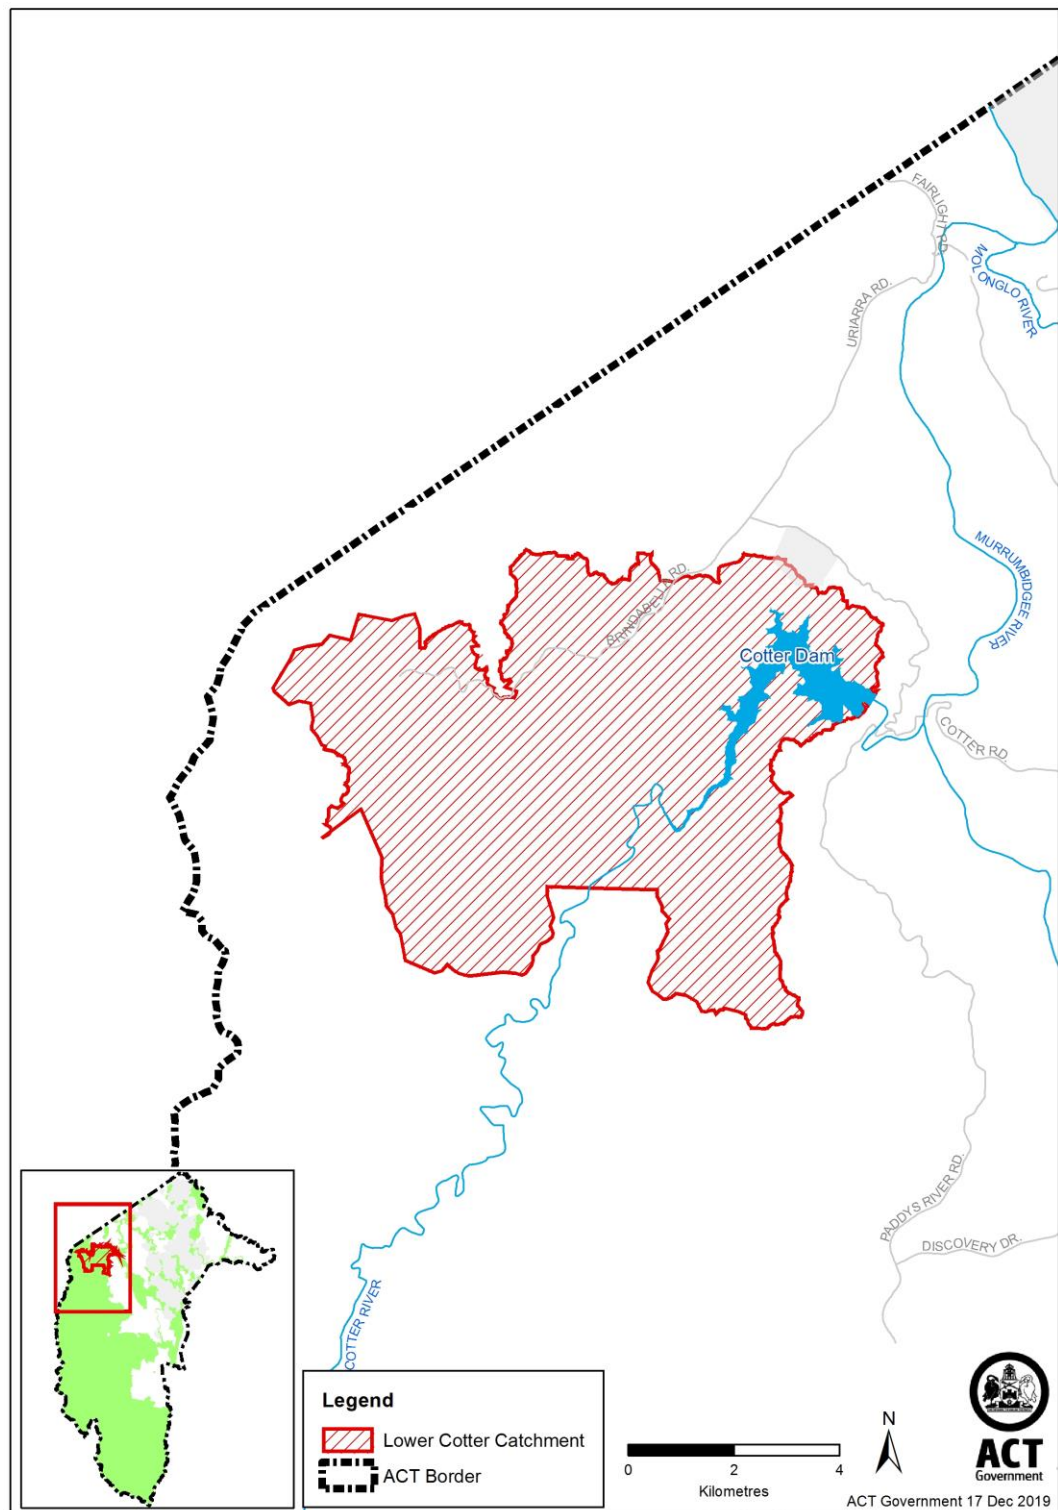 FAIRLIGHT RD.
MOLONGLO RIVER
URIARRA RD.
MURRUMBIDGEE RIVER
BRINDABELLA RD.
Cotter Dam
COTTER RD.
PADDYS RIVER RD.
DISCOVERY DR.
COTTER RIVER
Legend
Lower Cotter Catchment
ACT Border
0 2 4
Kilometres
N
ACT
Government
ACT Government 17 Dec 2019